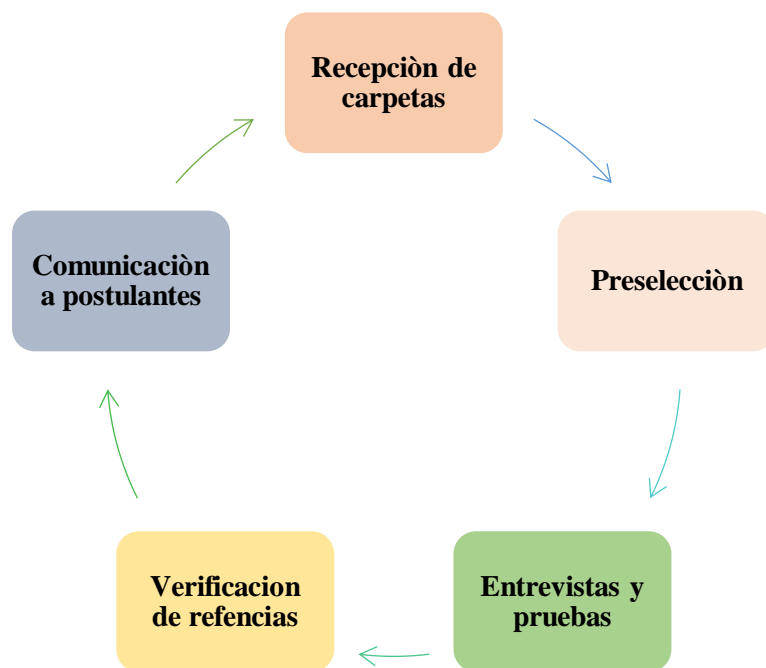 Recepciòn de
carpetas
Preselecciòn
Entrevistas y
pruebas
Verificacion
de refencias
Comunicaciòn
a postulantes